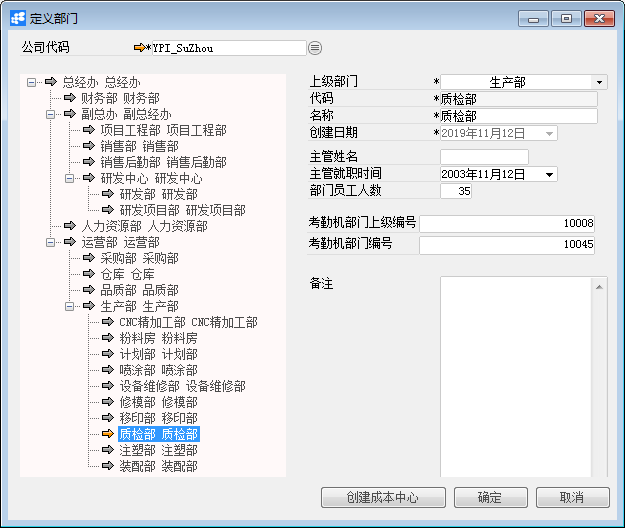 定义部门
公司代码 *YPI_SuZhou
总经办 总经办
财务部 财务部
副总办 副总经办
项目工程部 项目工程部
销售部 销售部
销售后勤部 销售后勤部
研发中心 研发中心
研发部 研发部
研发项目部 研发项目部
人力资源部 人力资源部
运营部 运营部
采购部 采购部
仓库 仓库
品质部 品质部
生产部 生产部
CNC精加工部 CNC精加工部
粉料房 粉料房
计划部 计划部
喷涂部 喷涂部
设备维修部 设备维修部
修模部 修模部
移印部 移印部
质检部 质检部
注塑部 注塑部
装配部 装配部
上级部门 * 生产部
代码 *质检部
名称 *质检部
创建日期 *2019年11月12日
主管姓名
主管就职时间 2003年11月12日
部门员工人数 35
考勤机部门上级编号 10008
考勤机部门编号 10045
备注
创建成本中心 确定 取消